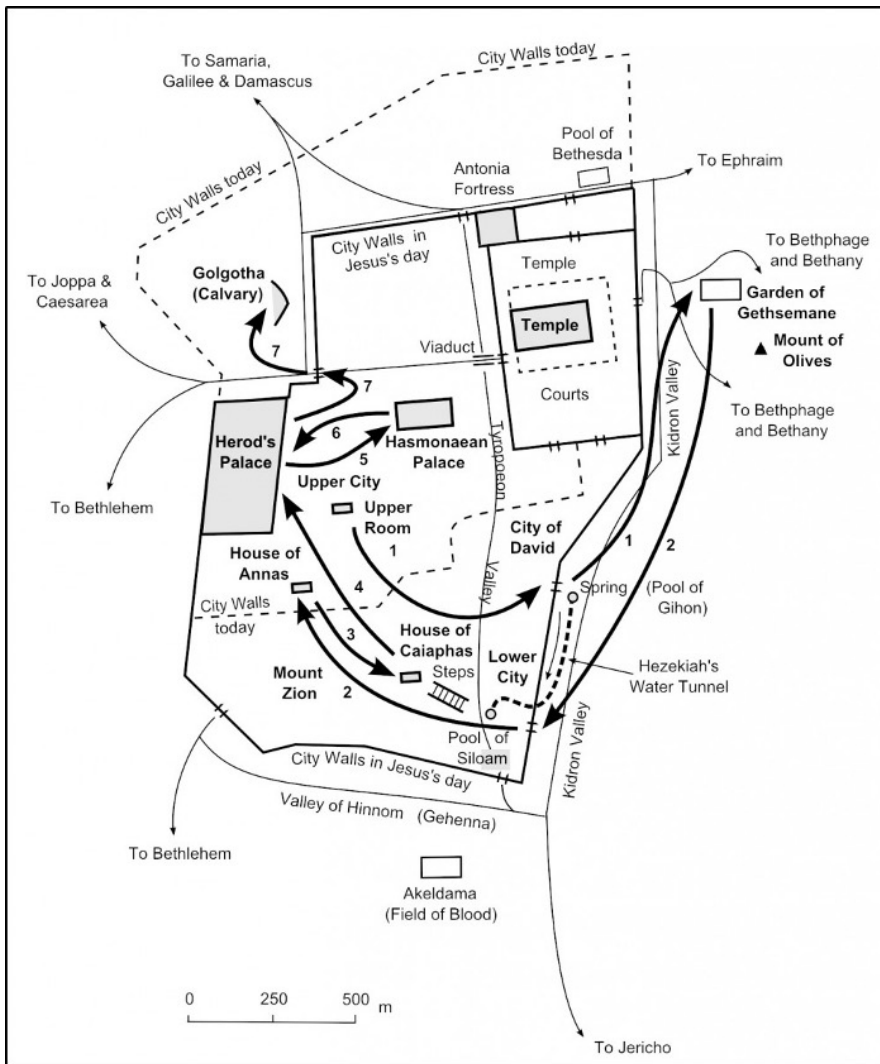 To Samaria,
Galilee & Damascus
City Walls today
Pool of
Bethesda
To Ephraim
Antonia
Fortress
City Walls today
City Walls in
Jesus's day
To Bethphage
and Bethany
Temple
Golgotha
(Calvary)
To Joppa &
Caesarea
Garden of
Gethsemane
Temple
Mount of
Olives
7
Viaduct
Kidron Valley
7
Courts
To Bethphage
and Bethany
6
Herod's
Palace
Hasmonaean
Palace
5
Tyropoeon
Upper City
To Bethlehem
Upper
Room
City of
David
1
1
2
House of
Annas
4
Valley
Spring
(Pool of
Gihon)
City Walls
today
3
House of
Caiaphas
Steps
Lower
City
Hezekiah's
Water Tunnel
Mount
Zion
2
Pool of
Siloam
Kidron Valley
City Walls in Jesus's day
Valley of Hinnom (Gehenna)
To Bethlehem
Akeldama
(Field of Blood)
0 250 500 m
To Jericho